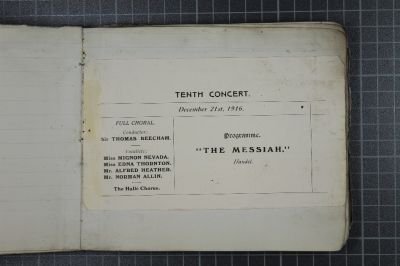 TENTH CONCERT.
December 21st, 1916.
FULL CHORAL.
Conductor:
Sir THOMAS BEECHAM.
Vocalists:
Miss MIGNON NEVADA.
Miss EDNA THORNTON.
Mr. ALFRED HEATHER.
Mr. NORMAN ALLIN.
The Halle Chorus.
Programme.
"THE MESSIAH."
Handel.